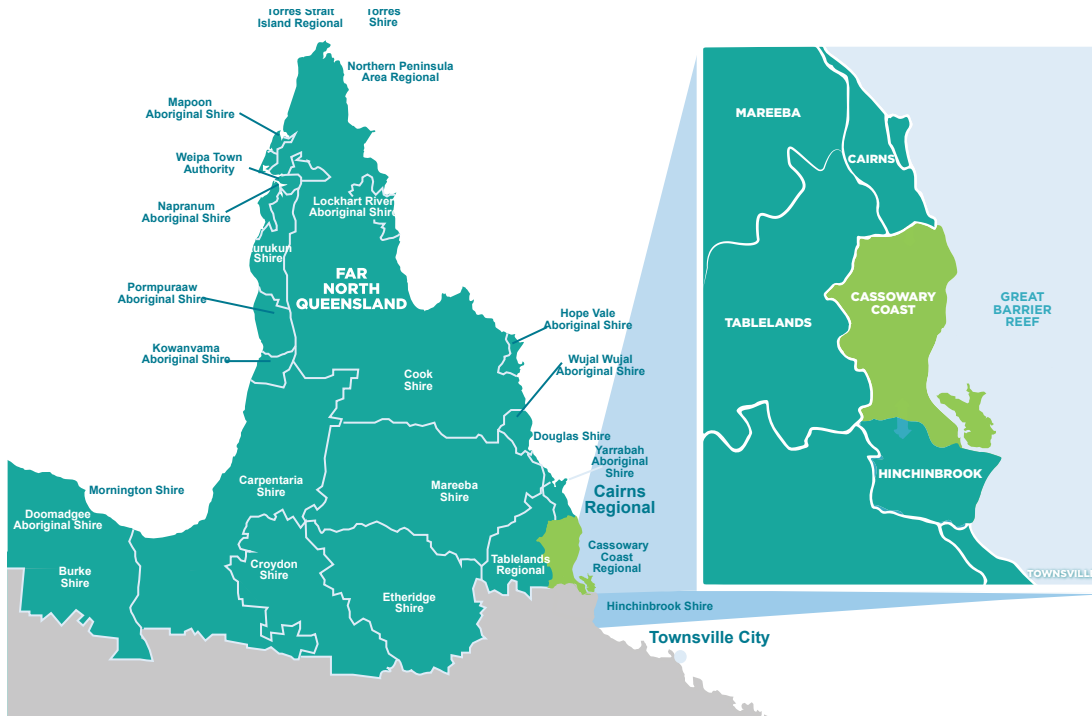 Torres Strait
Island Regional
Torres
Shire
Northern Peninsula
Area Regional
Mapoon
Aboriginal Shire
Weipa Town
Authority
Napranum
Aboriginal Shire
Lockhart River
Aboriginal Shire
urukun
Shire
FAR
NORTH
QUEENSLAND
Pormpuraaw
Aboriginal Shire
Kowanyama
Aboriginal Shire
Hope Vale
Aboriginal Shire
Wujal Wujal
Aboriginal Shire
Cook
Shire
Douglas Shire
Yarrabah
Aboriginal
Shire
Cairns
Regional
Mornington Shire
Carpentaria
Shire
Mareeba
Shire
Doomadgee
Aboriginal Shire
Burke
Shire
Croydon
Shire
Tablelands
Regional
Cassowary
Coast
Regional
Etheridge
Shire
Hinchinbrook Shire
Townsville City
MAREEBA
CAIRNS
CASSOWARY
COAST
GREAT
BARRIER
REEF
TABLELANDS
HINCHINBROOK
TOWNSVILLE